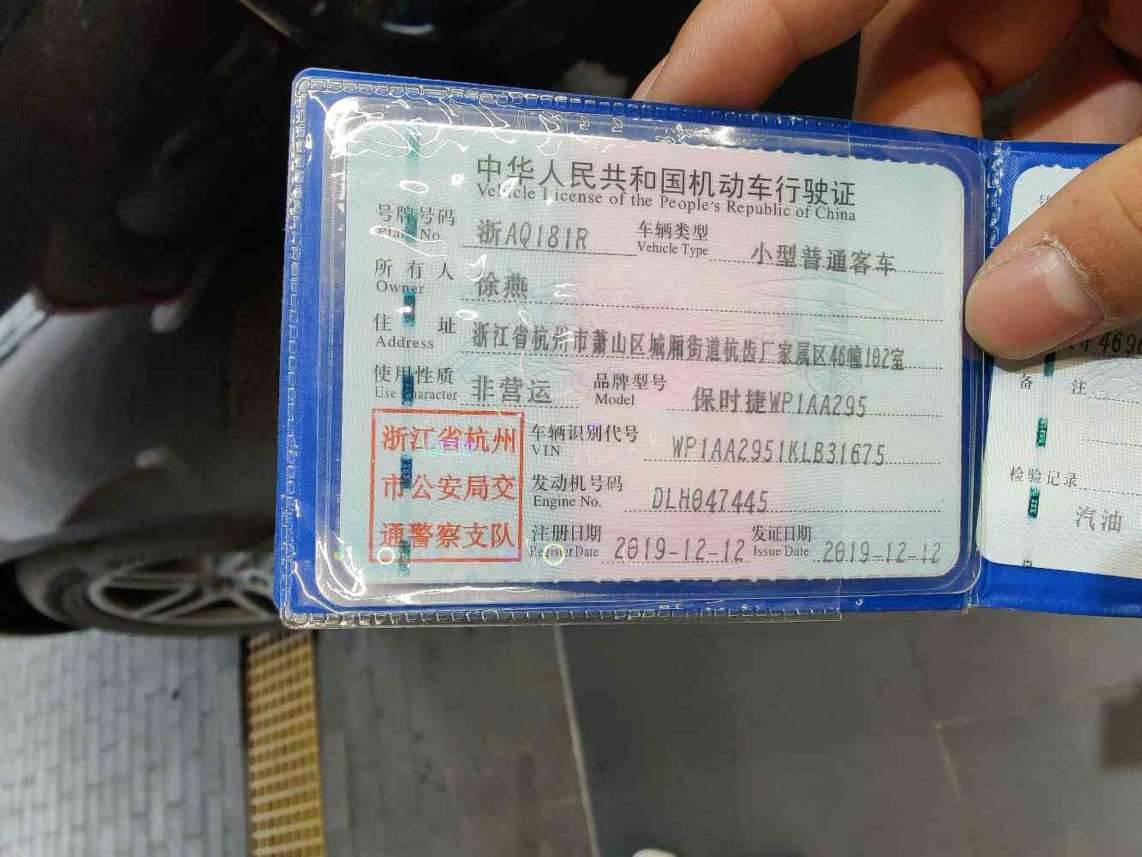 中华人民共和国机动车行驶证
Vehicle License of the People's Republic of China
号牌号码 浙AQ181R 车辆类型 小型普通客车
Plate No. Vehicle Type
所有人 徐燕
Owner
住址 浙江省杭州市萧山区城厢街道杭齿厂家属区46幢102室
Address
使用性质 非营运 品牌型号 保时捷WP1AA295
Use Character Model
浙江省杭州
市公安局交
通警察支队
车辆识别代号 WP1AA2951KLB31675
VIN
发动机号码 DLH047445
Engine No.
注册日期 2019-12-12 发证日期 2019-12-12
Register Date Issue Date
备注
检验记录
汽油